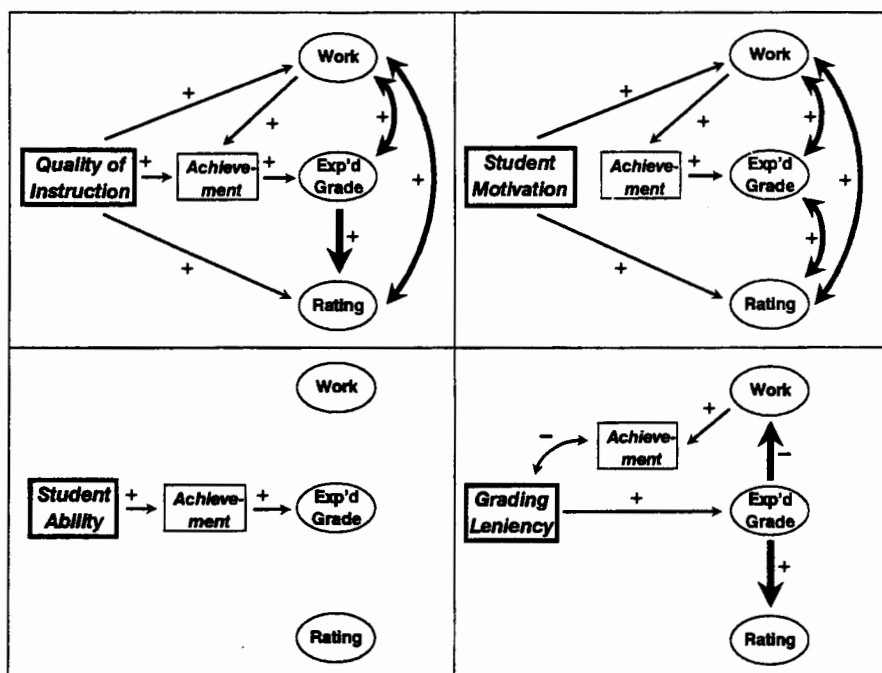 Work
+
+
+
Quality of
Instruction
+
Achieve-
ment
+
Exp'd
Grade
+
+
+
Rating
Work
+
+
+
Student
Motivation
Achieve-
ment
+
Exp'd
Grade
+
+
+
Rating
Work
Student
Ability
+
Achieve-
ment
+
Exp'd
Grade
Rating
Work
+
−
Achieve-
ment
−
Grading
Leniency
+
Exp'd
Grade
+
Rating